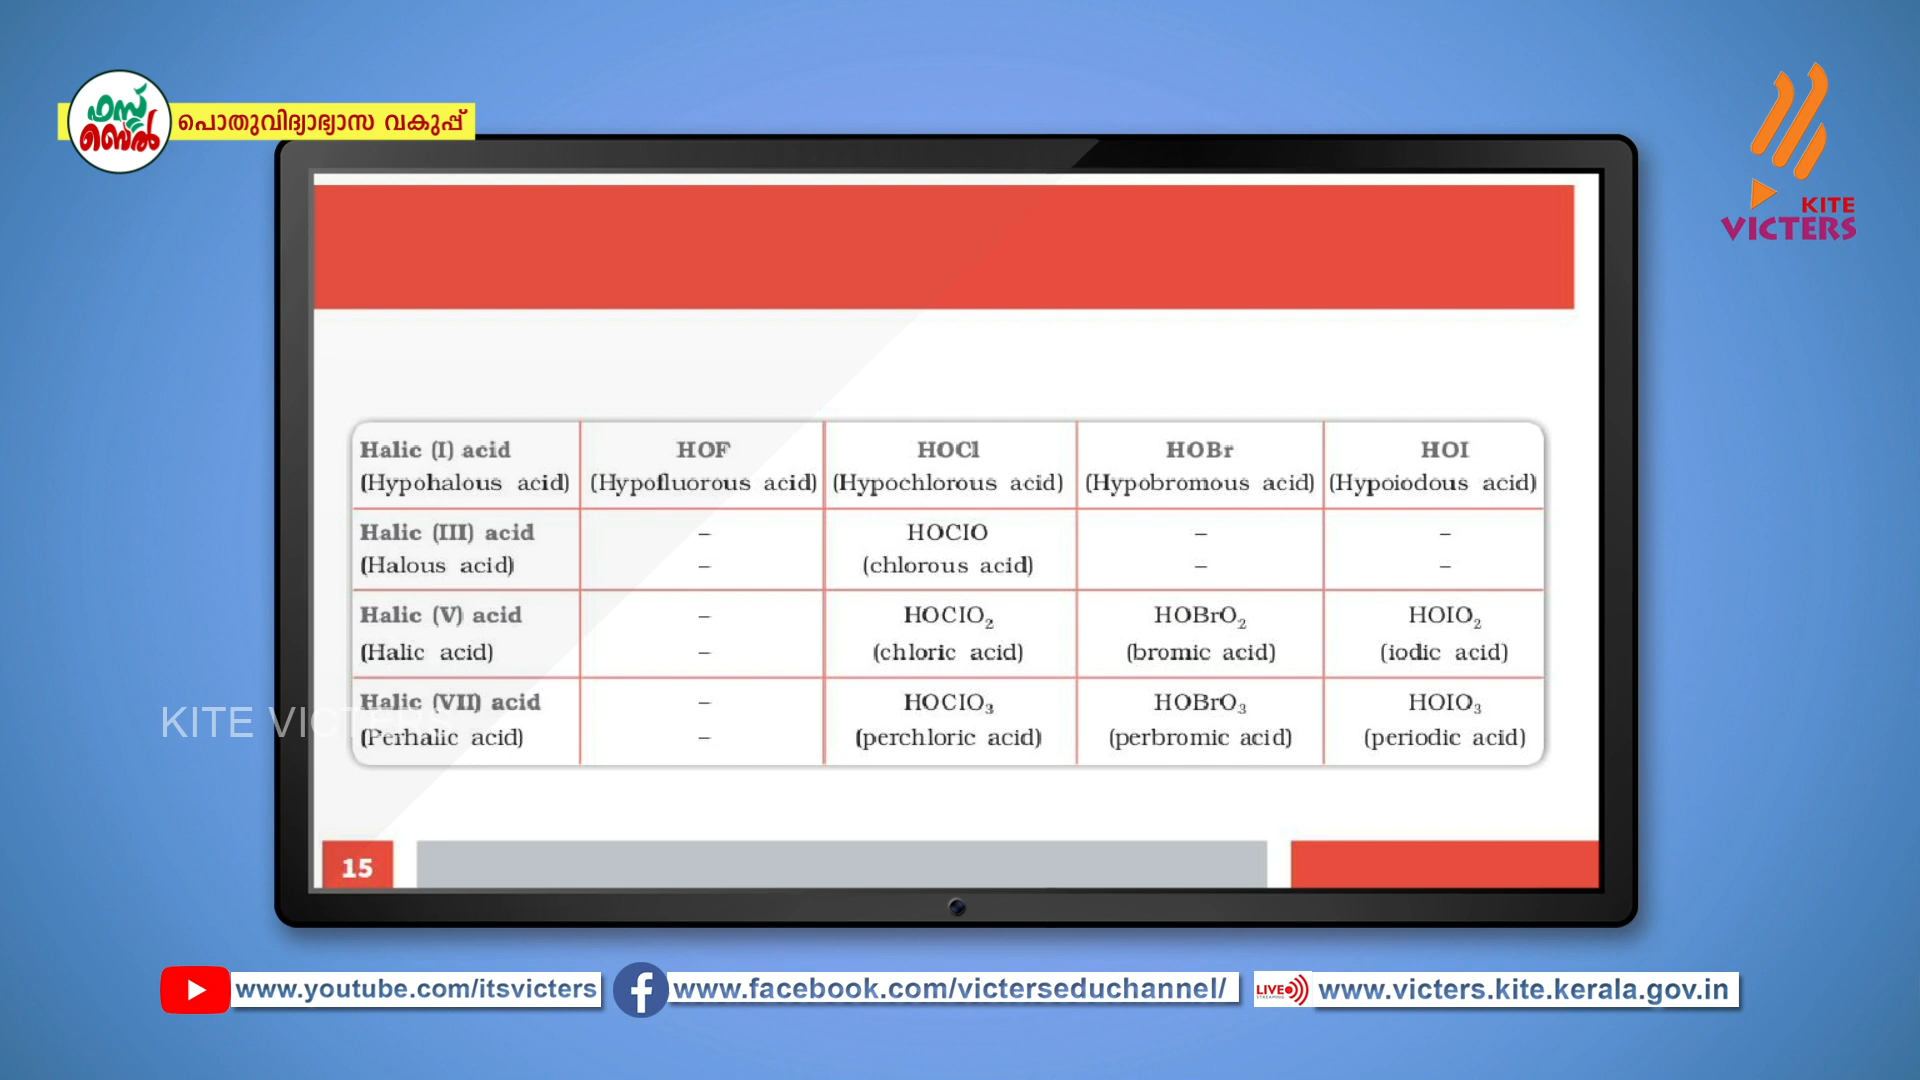 ഫസ്റ്റ്
ബെൽ
പൊതുവിദ്യാഭ്യാസ വകുപ്പ്
KITE
VICTERS
Halic (I) acid HOF HOCl HOBr HOI
(Hypohalous acid) (Hypofluorous acid) (Hypochlorous acid) (Hypobromous acid) (Hypoiodous acid)
Halic (III) acid – HOCIO – –
(Halous acid) – (chlorous acid) – –
Halic (V) acid – HOCIO₂ HOBrO₂ HOIO₂
(Halic acid) – (chloric acid) (bromic acid) (iodic acid)
Halic (VII) acid – HOCIO₃ HOBrO₃ HOIO₃
(Perhalic acid) – (perchloric acid) (perbromic acid) (periodic acid)
KITE VICTERS
15
www.youtube.com/itsvicters
www.facebook.com/victerseduchannel/
LIVE
STREAMING
www.victers.kite.kerala.gov.in